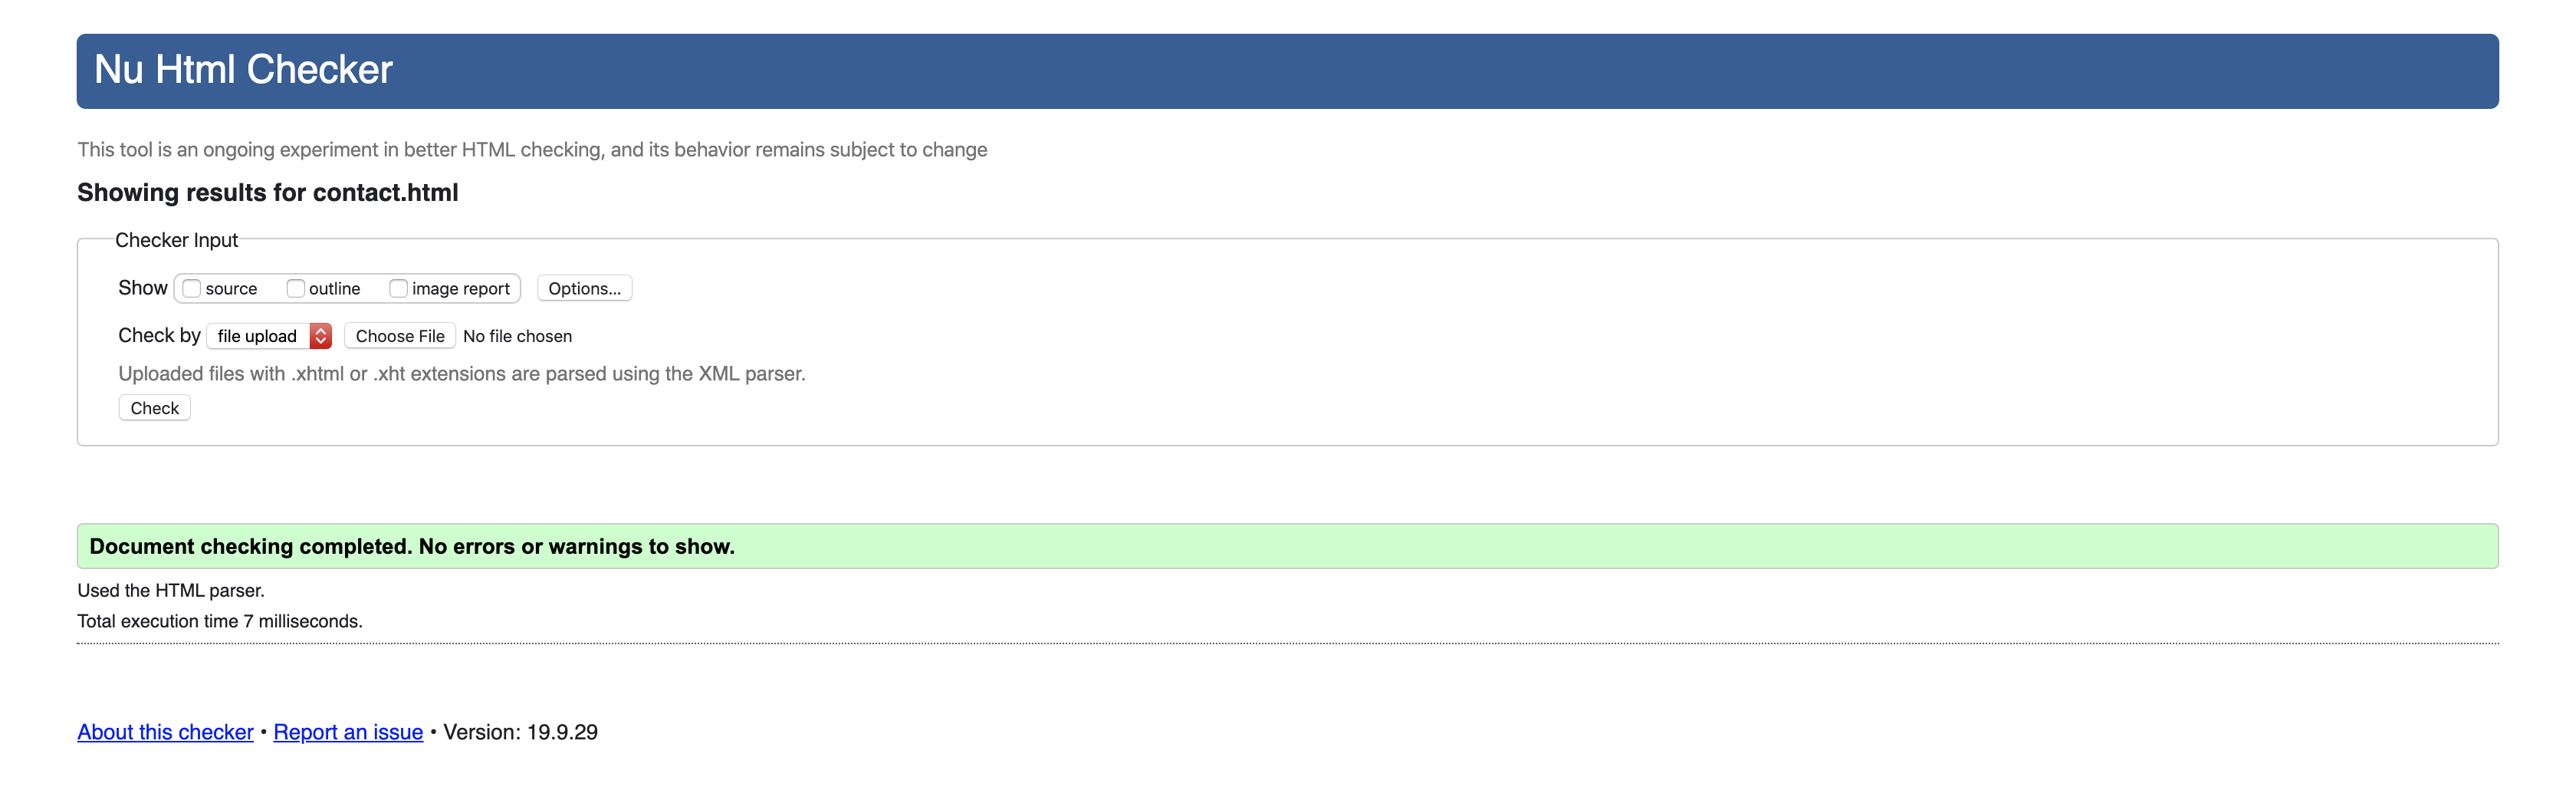 Nu Html Checker
This tool is an ongoing experiment in better HTML checking, and its behavior remains subject to change
Showing results for contact.html
Checker Input
Show source outline image report Options...
Check by file upload Choose File No file chosen
Uploaded files with .xhtml or .xht extensions are parsed using the XML parser.
Check
Document checking completed. No errors or warnings to show.
Used the HTML parser.
Total execution time 7 milliseconds.
About this checker • Report an issue • Version: 19.9.29